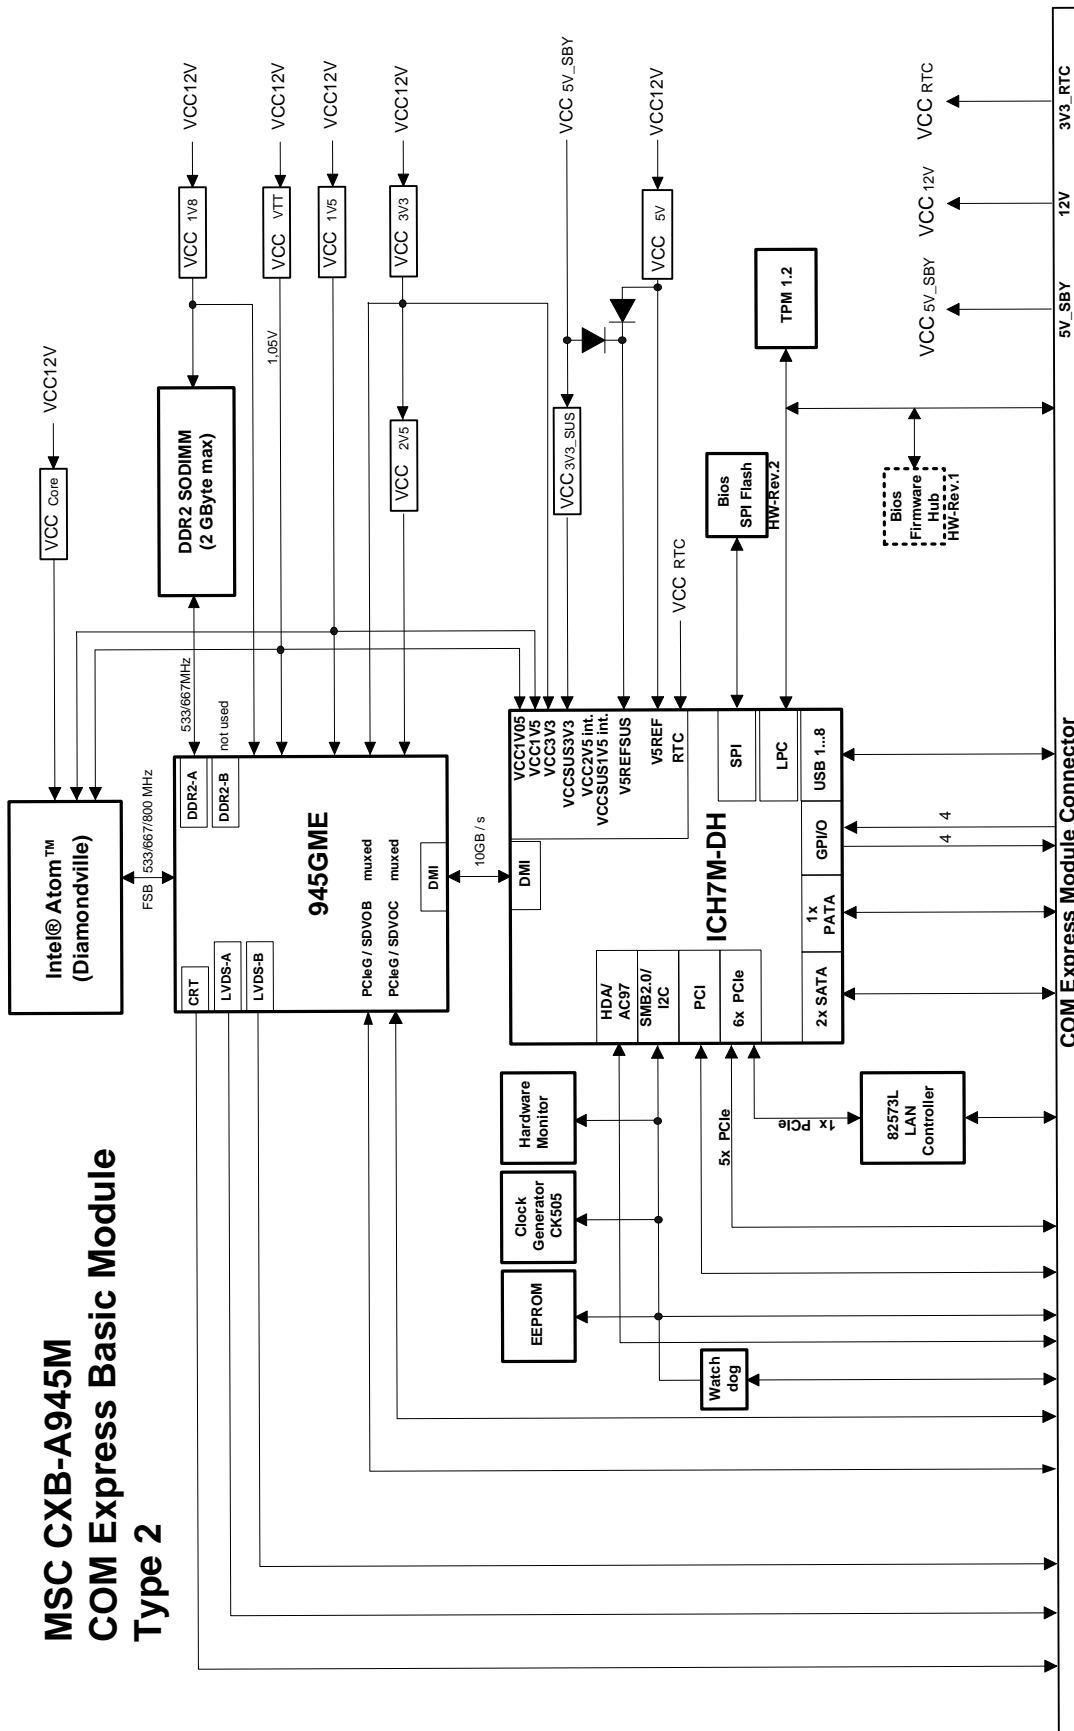 MSC CXB-A945M
COM Express Basic Module
Type 2
Intel® Atom™
(Diamondville)
FSB 533/667/800 MHz
VCC Core
VCC12V
DDR2 SODIMM
(2 GByte max)
533/667MHz
not used
VCC 1V8
VCC12V
VCC VTT
VCC12V
1,05V
VCC 1V5
VCC12V
VCC 3V3
VCC12V
VCC 2V5
VCC 5V_SBY
VCC 3V3_SUS
VCC 5V
VCC12V
VCC RTC
CRT
LVDS-A
LVDS-B
DDR2-A
DDR2-B
945GME
PCIeG / SDVOB muxed
PCIeG / SDVOC muxed
DMI
10GB / s
DMI
VCC1V05
VCC1V5
VCC3V3
VCCSUS3V3
VCC2V5 int.
VCCSUS1V5 int.
V5REFSUS
V5REF
RTC
ICH7M-DH
HDA/
AC97
SMB2.0/
I2C
PCI
6x PCIe
SPI
LPC
2x SATA
1x
PATA
GPI/O
USB 1...8
4
4
Hardware
Monitor
Clock
Generator
CK505
EEPROM
Watch
dog
5x PCIe
1x PCIe
82573L
LAN
Controller
Bios
SPI Flash
HW-Rev.2
TPM 1.2
Bios
Firmware
Hub
HW-Rev.1
VCC 5V_SBY
VCC 12V
VCC RTC
5V_SBY
12V
3V3_RTC
COM Express Module Connector